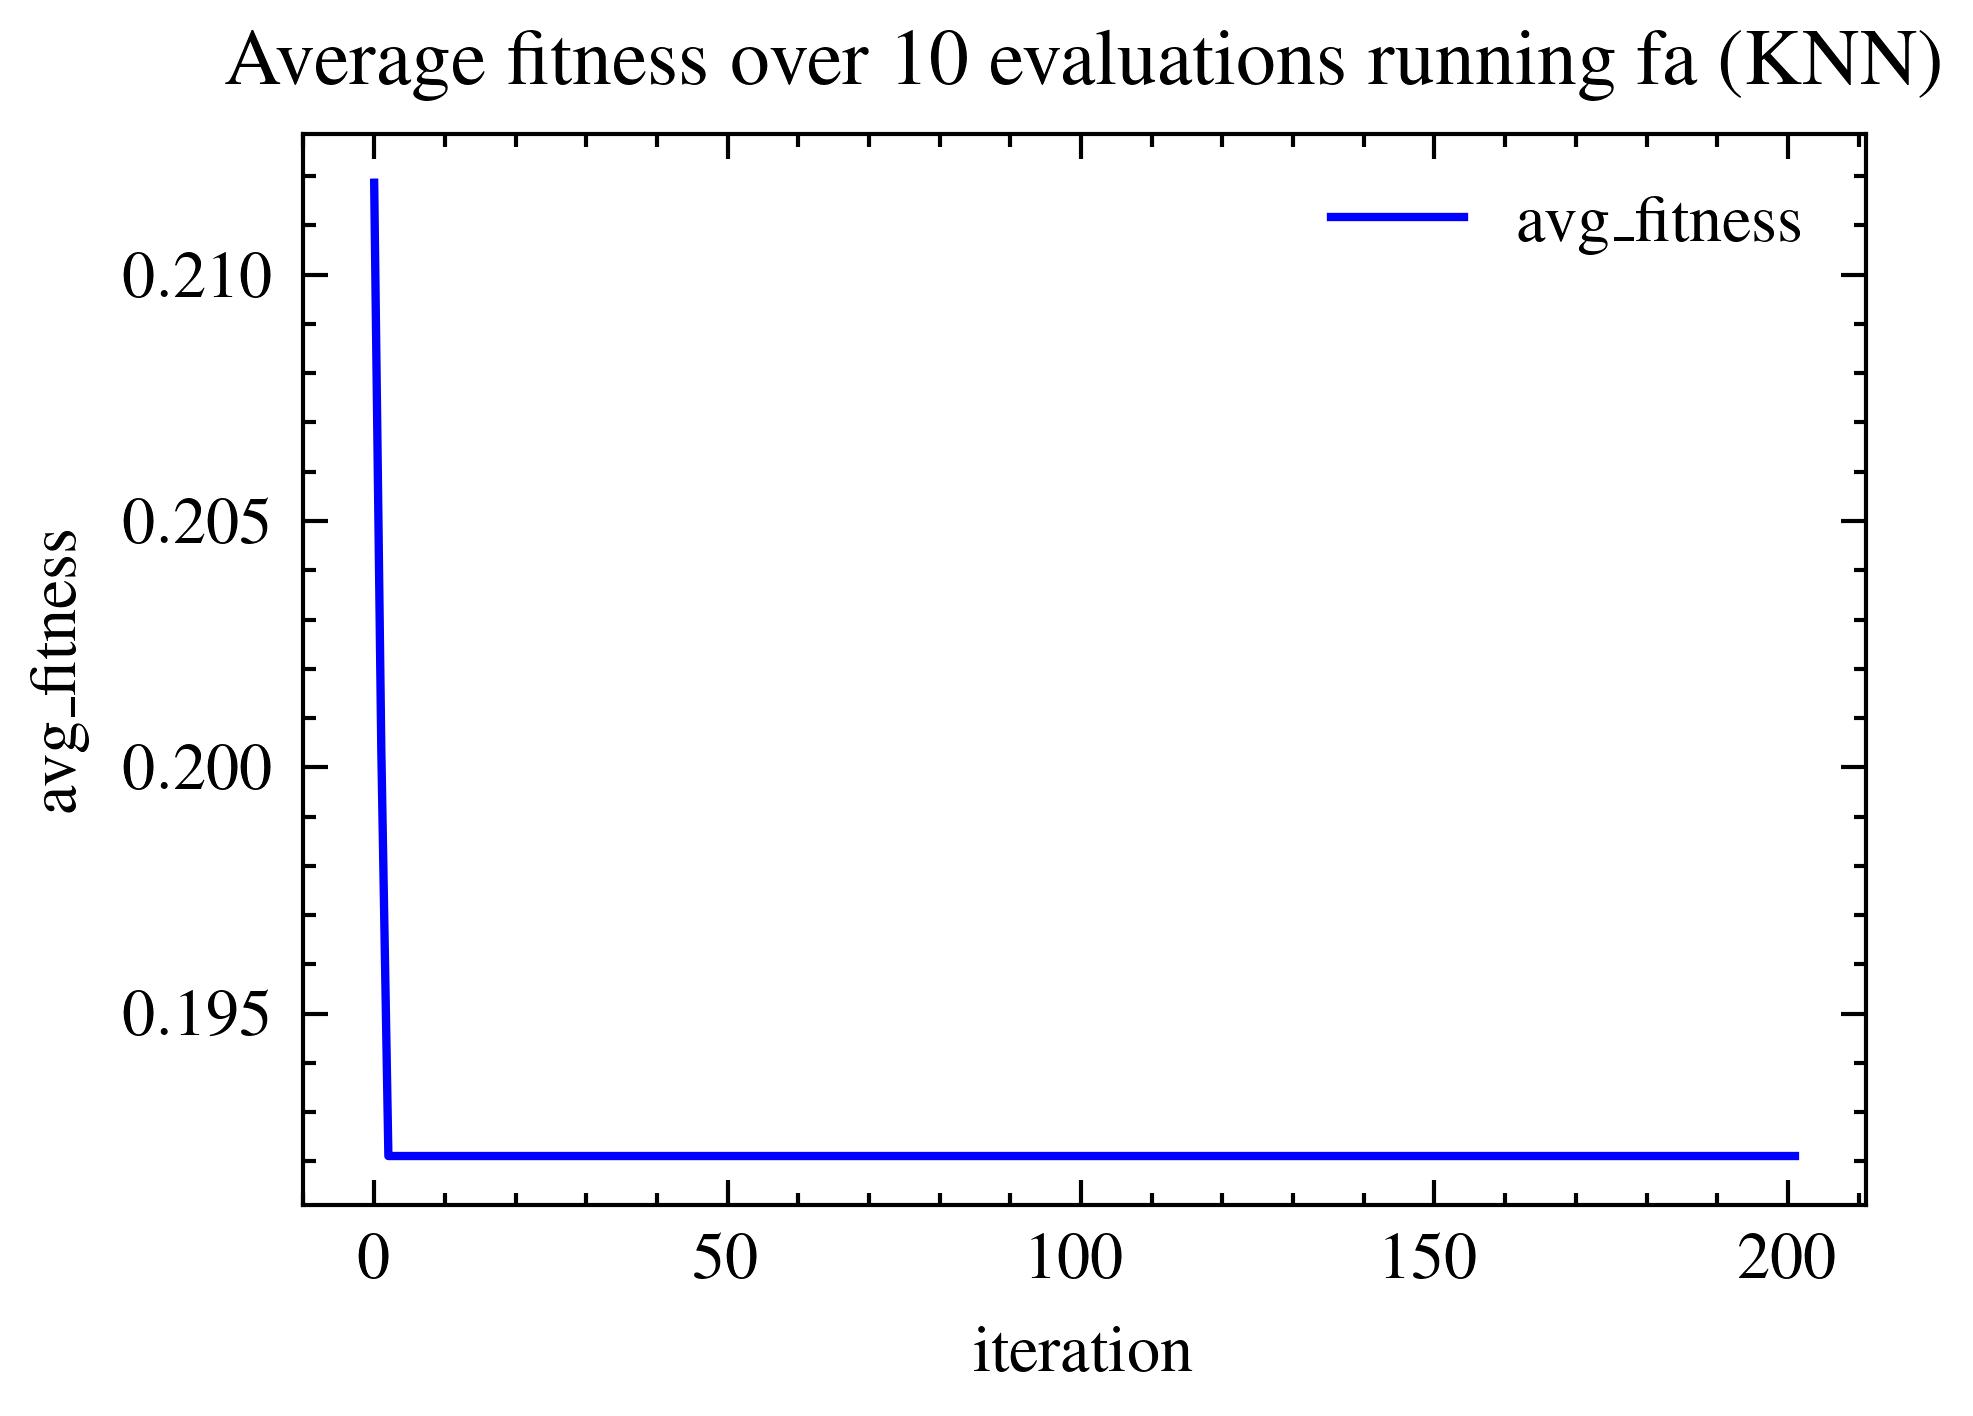 Average fitness over 10 evaluations running fa (KNN)
avg_fitness
0.210
0.205
0.200
0.195
avg_fitness
0 50 100 150 200
iteration